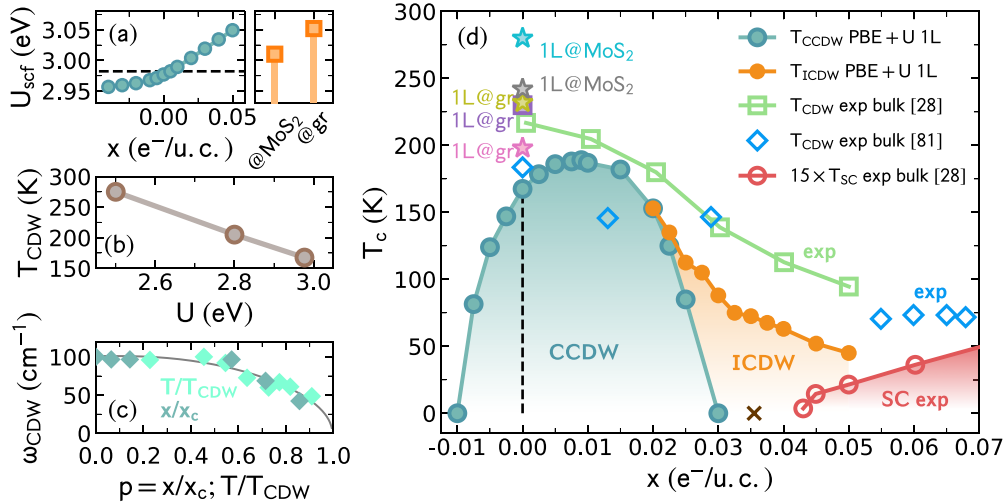 (a)
U_scf (eV)
3.05
3.00
2.95
0.00
0.05
x (e⁻/u. c.)
@MoS₂
@gr
(b)
T_CDW (K)
300
275
250
225
200
175
150
2.6
2.8
3.0
U (eV)
(c)
ω_CDW (cm⁻¹)
100
50
0
T/T_CDW
x/x_c
0.0
0.2
0.4
0.6
0.8
1.0
p = x/x_c; T/T_CDW
(d)
T_c (K)
300
250
200
150
100
50
0
1L@MoS₂
1L@MoS₂
1L@gr
1L@gr
1L@gr
T_CCDW PBE + U 1L
T_ICDW PBE + U 1L
T_CDW exp bulk [28]
T_CDW exp bulk [81]
15 × T_SC exp bulk [28]
exp
exp
CCDW
ICDW
SC exp
−0.01
0.00
0.01
0.02
0.03
0.04
0.05
0.06
0.07
x (e⁻/u. c.)